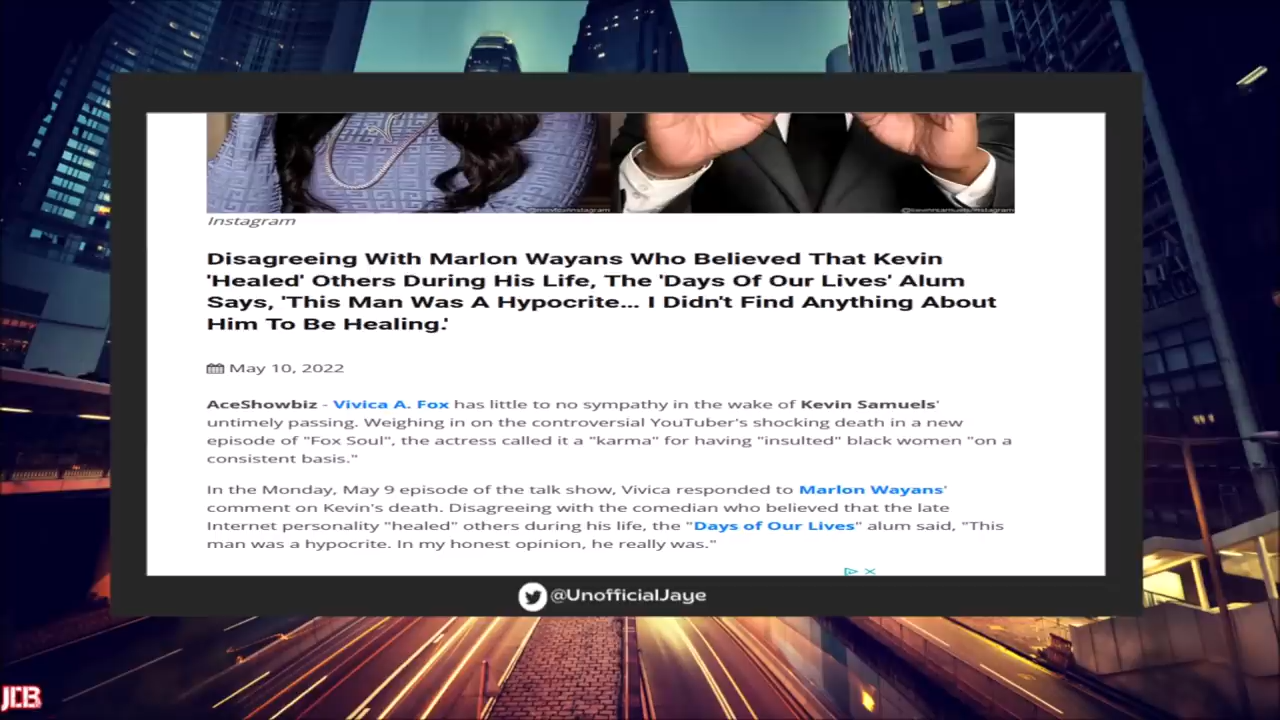 Instagram
Disagreeing With Marlon Wayans Who Believed That Kevin
'Healed' Others During His Life, The 'Days Of Our Lives' Alum
Says, 'This Man Was A Hypocrite... I Didn't Find Anything About
Him To Be Healing.'
May 10, 2022
AceShowbiz - Vivica A. Fox has little to no sympathy in the wake of Kevin Samuels'
untimely passing. Weighing in on the controversial YouTuber's shocking death in a new
episode of "Fox Soul", the actress called it a "karma" for having "insulted" black women "on a
consistent basis."
In the Monday, May 9 episode of the talk show, Vivica responded to Marlon Wayans'
comment on Kevin's death. Disagreeing with the comedian who believed that the late
Internet personality "healed" others during his life, the "Days of Our Lives" alum said, "This
man was a hypocrite. In my honest opinion, he really was."
@UnofficialJaye